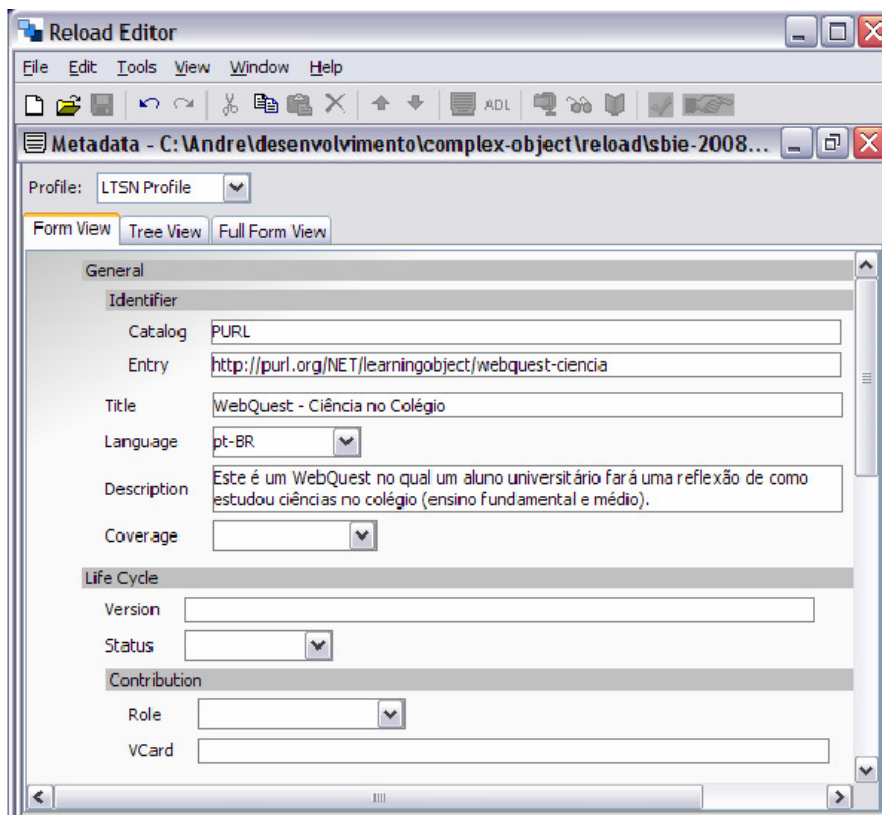 Reload Editor
File Edit Tools View Window Help
ADL
Metadata - C:\Andre\desenvolvimento\complex-object\reload\sbie-2008...
Profile: LTSN Profile
Form View Tree View Full Form View
General
Identifier
Catalog PURL
Entry http://purl.org/NET/learningobject/webquest-ciencia
Title WebQuest - Ciência no Colégio
Language pt-BR
Description Este é um WebQuest no qual um aluno universitário fará uma reflexão de como
estudou ciências no colégio (ensino fundamental e médio).
Coverage
Life Cycle
Version
Status
Contribution
Role
VCard